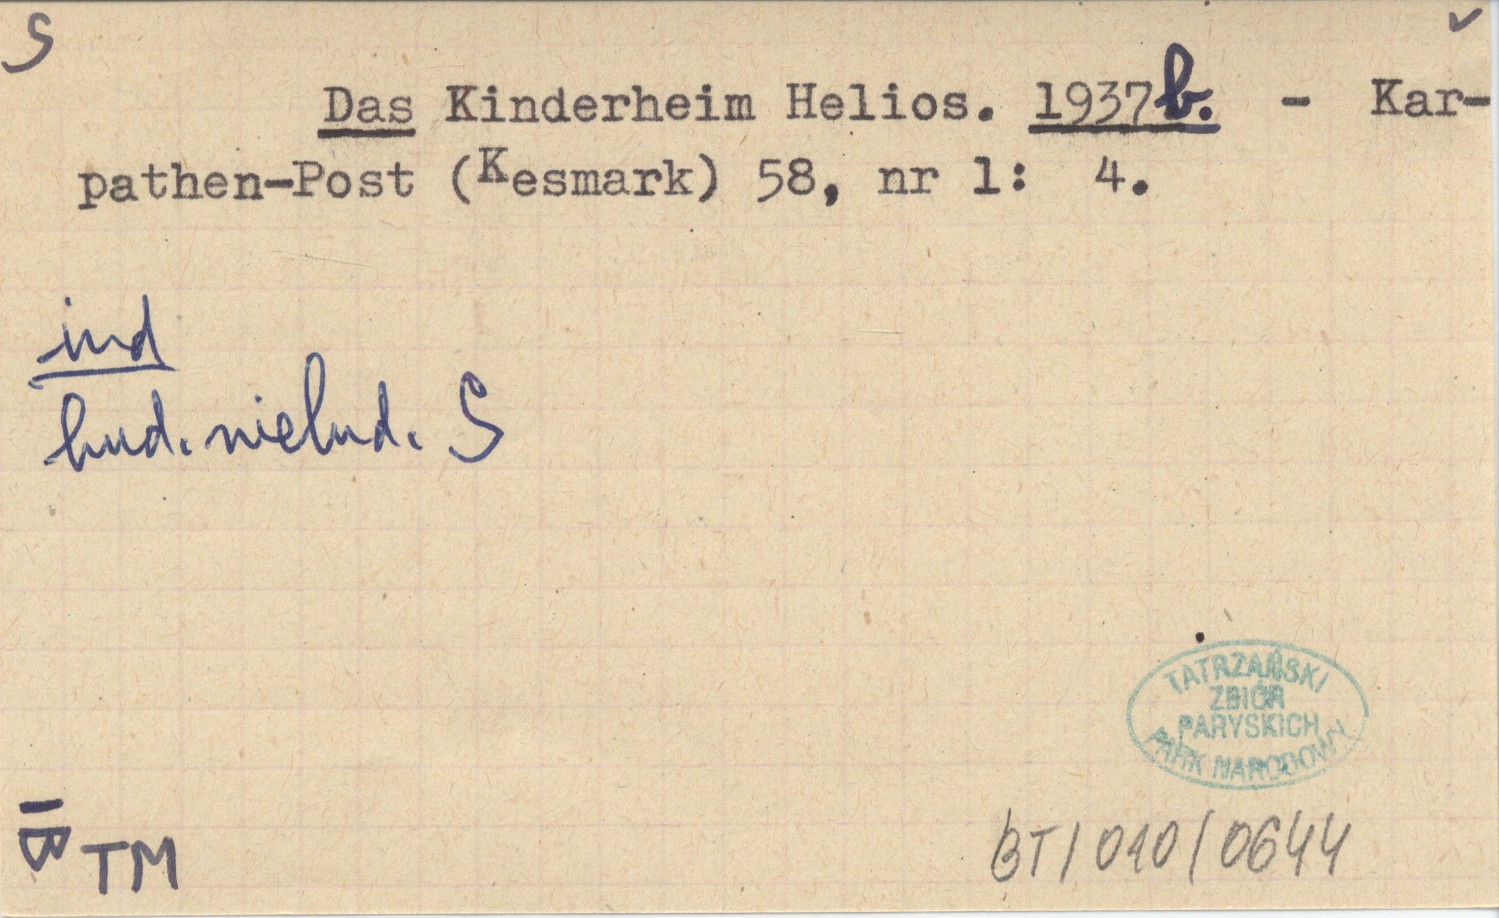 S
Das Kinderheim Helios. 1937b. - Kar-
pathen-Post (Kesmark) 58, nr 1: 4.
ind
bud. nielud. S
TATRZAŃSKI
ZBIÓR
PARYSKICH
PARK NARODOWY
B TM
BT/010/0644